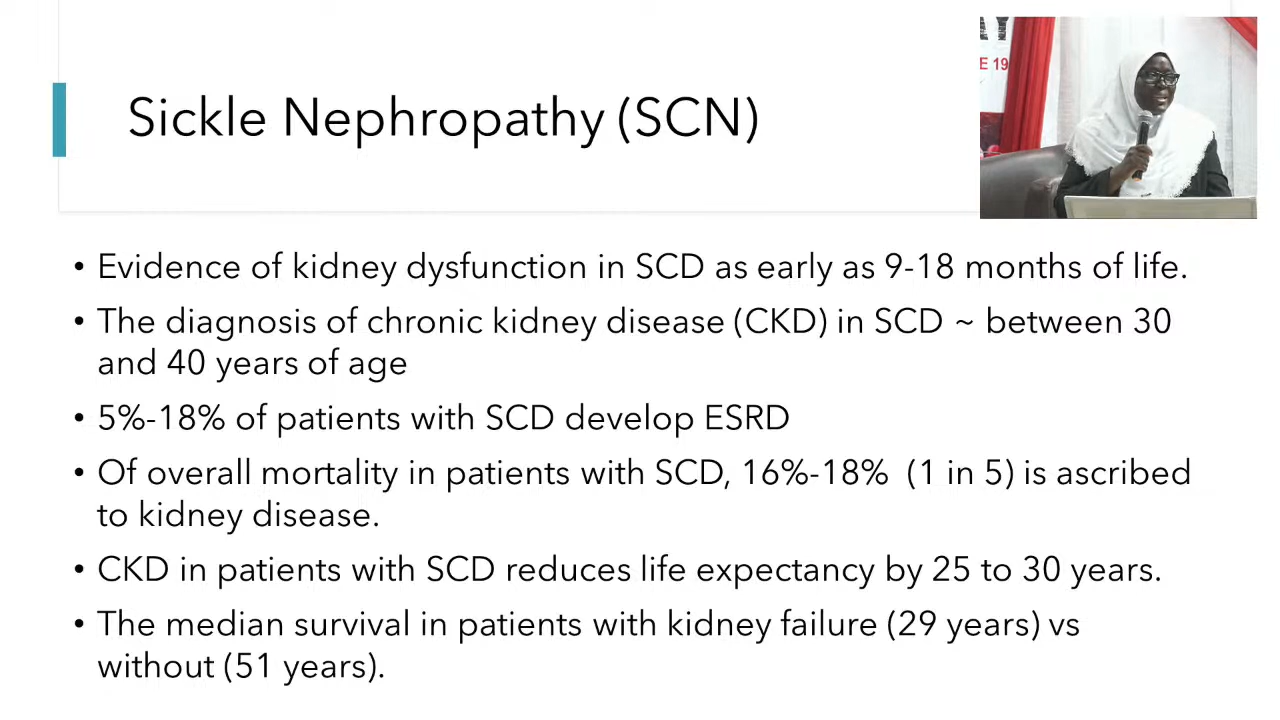 Sickle Nephropathy (SCN)
E 19
• Evidence of kidney dysfunction in SCD as early as 9-18 months of life.
• The diagnosis of chronic kidney disease (CKD) in SCD ~ between 30
and 40 years of age
• 5%-18% of patients with SCD develop ESRD
• Of overall mortality in patients with SCD, 16%-18%  (1 in 5) is ascribed
to kidney disease.
• CKD in patients with SCD reduces life expectancy by 25 to 30 years.
• The median survival in patients with kidney failure (29 years) vs
without (51 years).